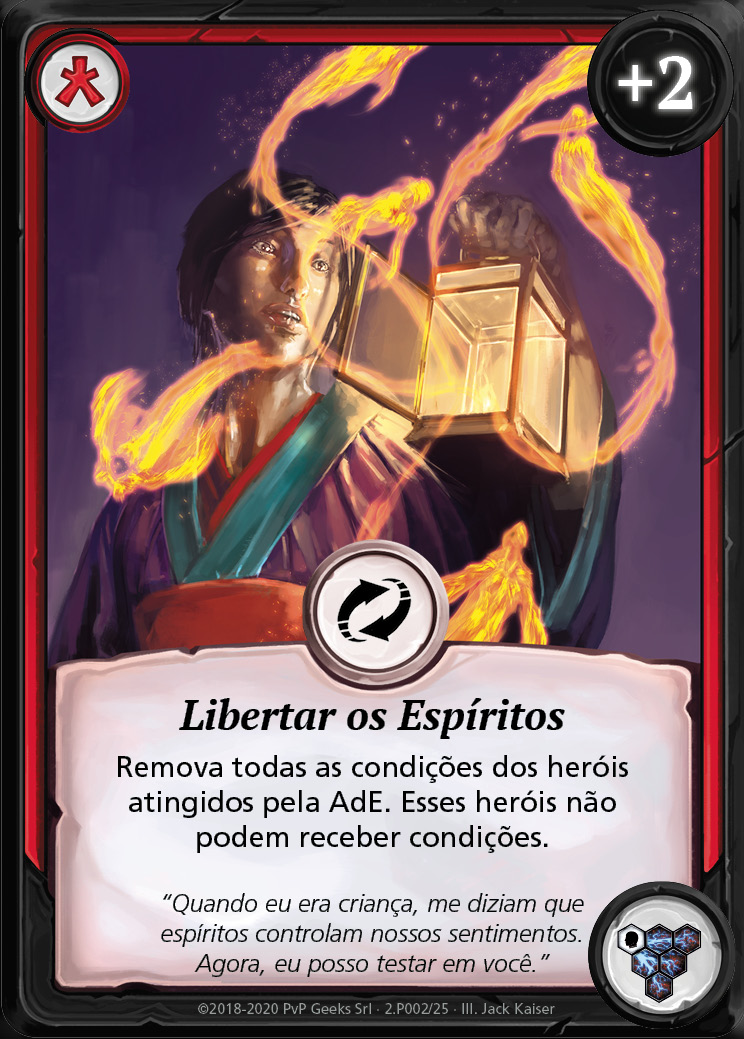 +2
Libertar os Espíritos
Remova todas as condições dos heróis
atingidos pela AdE. Esses heróis não
podem receber condições.
“Quando eu era criança, me diziam que
espíritos controlam nossos sentimentos.
Agora, eu posso testar em você.”
©2018-2020 PvP Geeks Srl · 2.P002/25 · Ill. Jack Kaiser